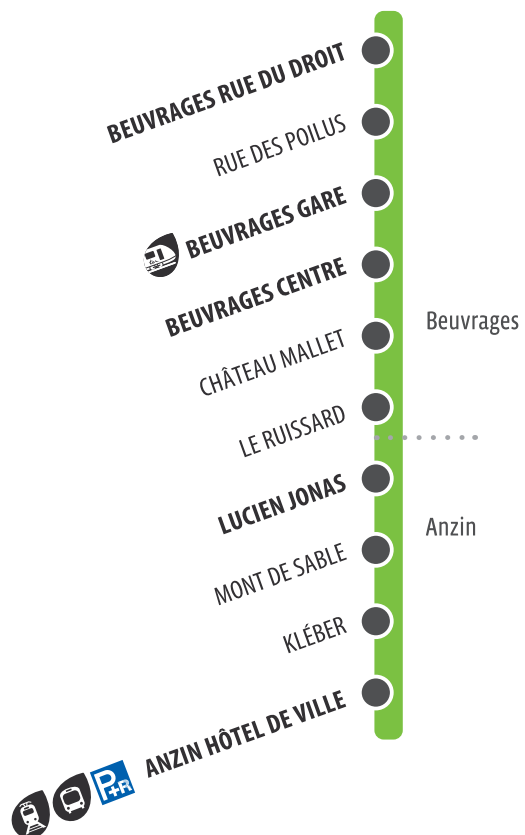 BEUVRAGES RUE DU DROIT
RUE DES POILUS
BEUVRAGES GARE
BEUVRAGES CENTRE
CHÂTEAU MALLET
LE RUISSARD
LUCIEN JONAS
MONT DE SABLE
KLÉBER
P+R ANZIN HÔTEL DE VILLE
Beuvrages
Anzin